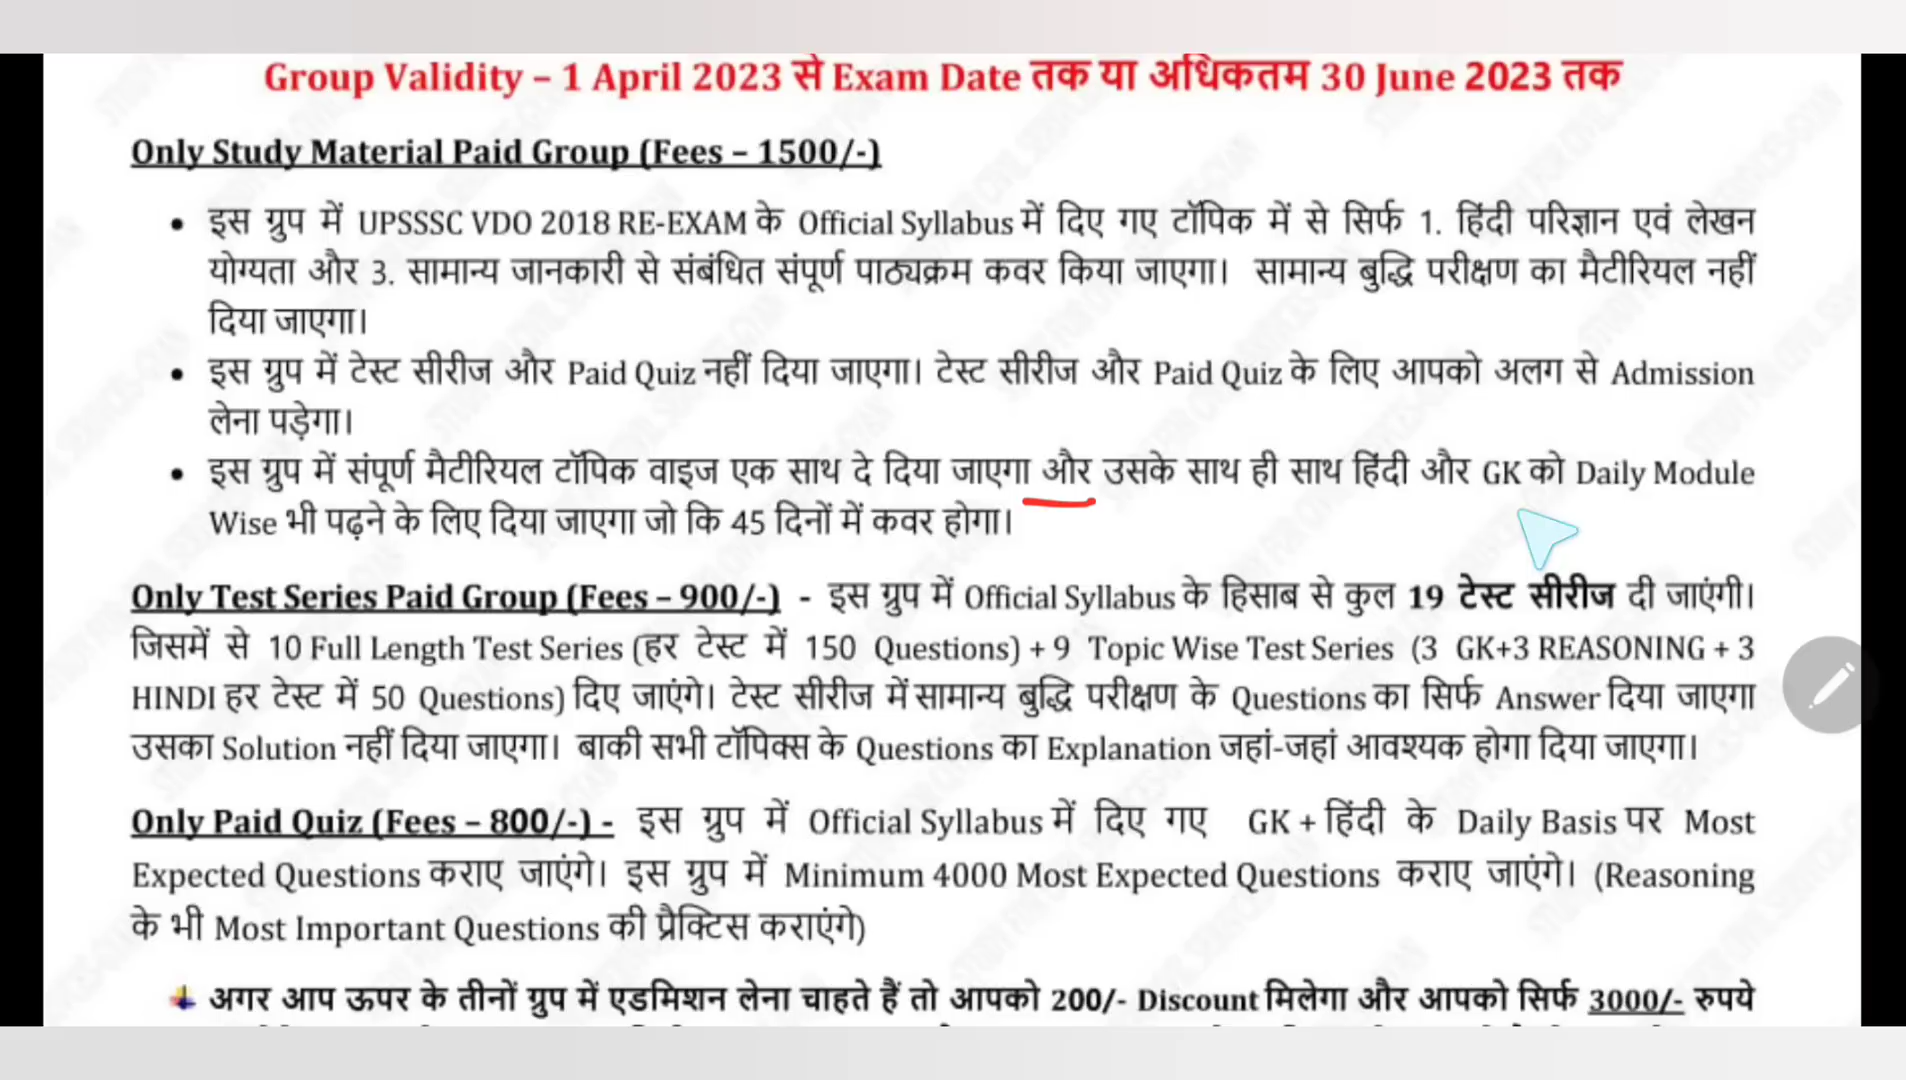 Group Validity – 1 April 2023 से Exam Date तक या अधिकतम 30 June 2023 तक
Only Study Material Paid Group (Fees – 1500/-)
• इस ग्रुप में UPSSSC VDO 2018 RE-EXAM के Official Syllabus में दिए गए टॉपिक में से सिर्फ 1. हिंदी परिज्ञान एवं लेखन
योग्यता और 3. सामान्य जानकारी से संबंधित संपूर्ण पाठ्यक्रम कवर किया जाएगा। सामान्य बुद्धि परीक्षण का मैटीरियल नहीं
दिया जाएगा।
• इस ग्रुप में टेस्ट सीरीज और Paid Quiz नहीं दिया जाएगा। टेस्ट सीरीज और Paid Quiz के लिए आपको अलग से Admission
लेना पड़ेगा।
• इस ग्रुप में संपूर्ण मैटीरियल टॉपिक वाइज एक साथ दे दिया जाएगा और उसके साथ ही साथ हिंदी और GK को Daily Module
Wise भी पढ़ने के लिए दिया जाएगा जो कि 45 दिनों में कवर होगा।
Only Test Series Paid Group (Fees – 900/-) - इस ग्रुप में Official Syllabus के हिसाब से कुल 19 टेस्ट सीरीज दी जाएंगी।
जिसमें से 10 Full Length Test Series (हर टेस्ट में 150 Questions) + 9 Topic Wise Test Series (3 GK+3 REASONING + 3
HINDI हर टेस्ट में 50 Questions) दिए जाएंगे। टेस्ट सीरीज में सामान्य बुद्धि परीक्षण के Questions का सिर्फ Answer दिया जाएगा
उसका Solution नहीं दिया जाएगा। बाकी सभी टॉपिक्स के Questions का Explanation जहां-जहां आवश्यक होगा दिया जाएगा।
Only Paid Quiz (Fees – 800/-) - इस ग्रुप में Official Syllabus में दिए गए GK + हिंदी के Daily Basis पर Most
Expected Questions कराए जाएंगे। इस ग्रुप में Minimum 4000 Most Expected Questions कराए जाएंगे। (Reasoning
के भी Most Important Questions की प्रैक्टिस कराएंगे)
अगर आप ऊपर के तीनों ग्रुप में एडमिशन लेना चाहते हैं तो आपको 200/- Discount मिलेगा और आपको सिर्फ 3000/- रुपये